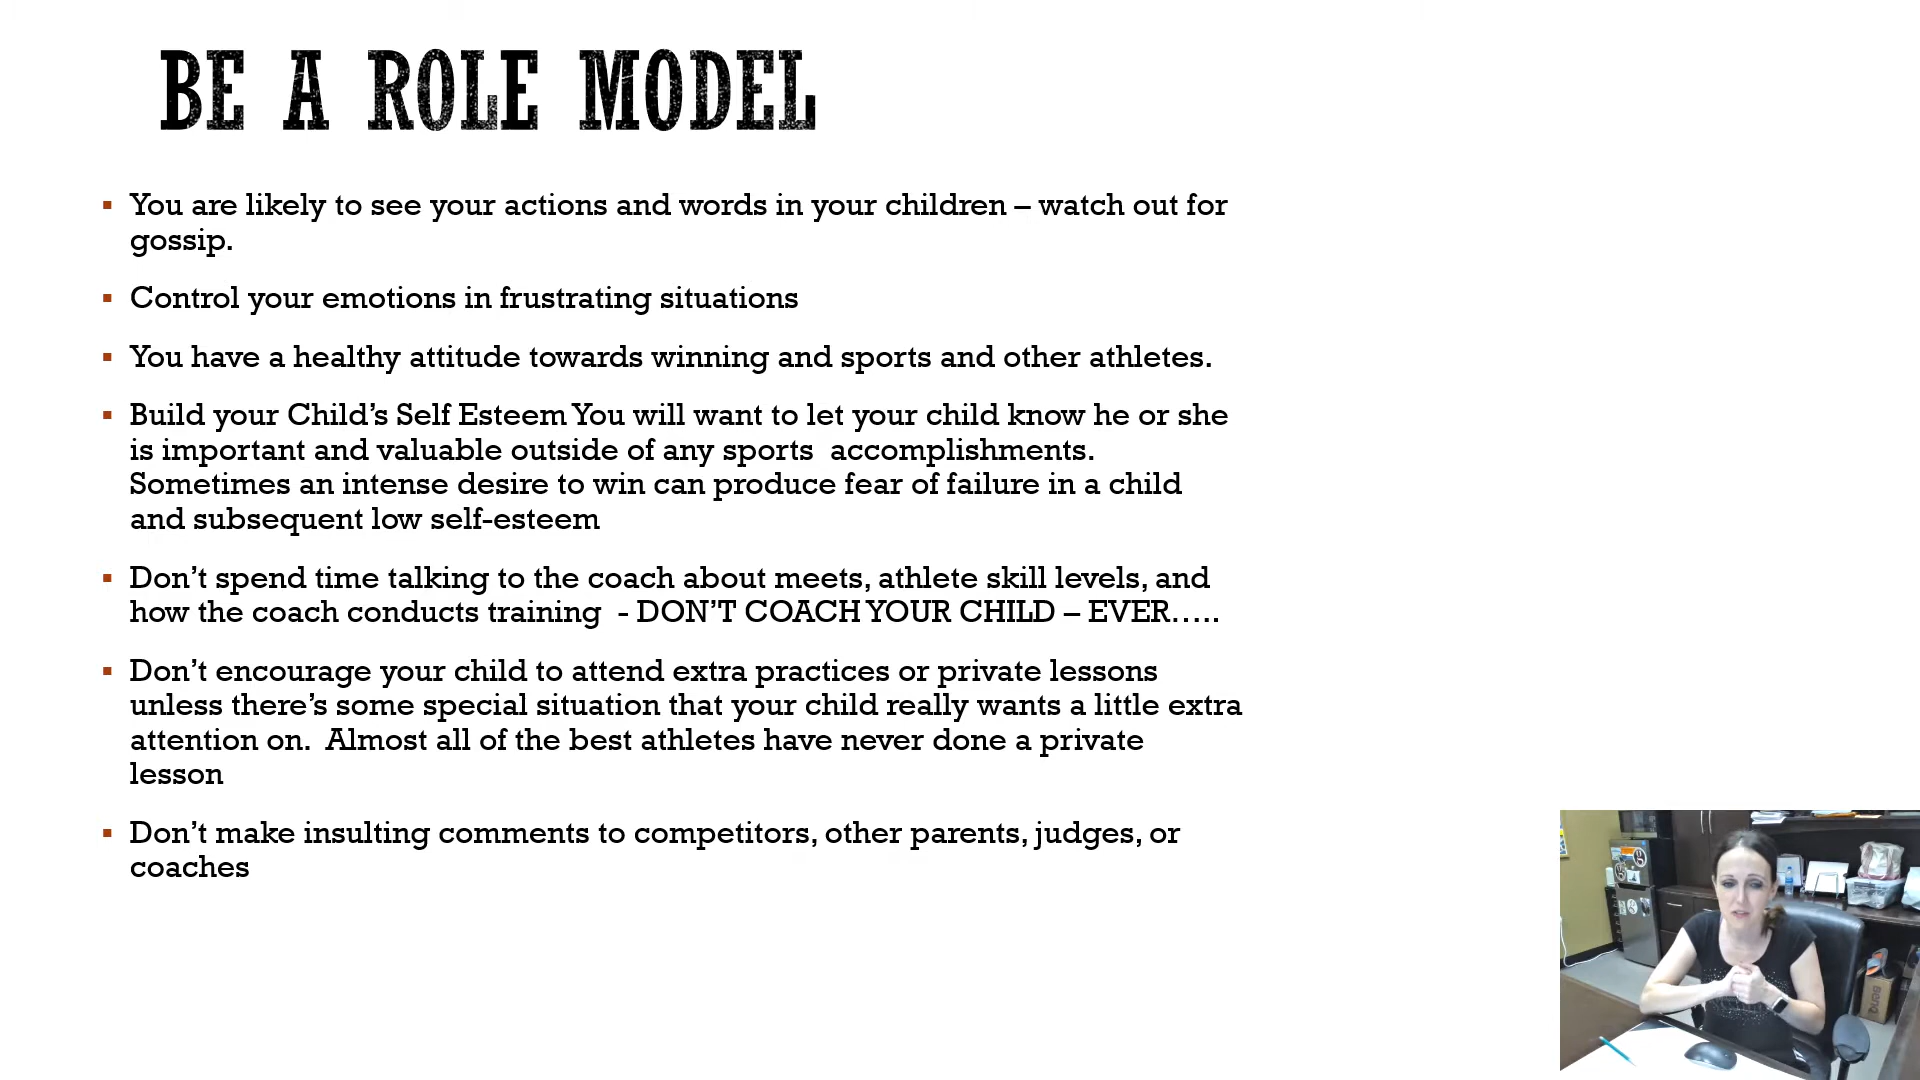 BE A ROLE MODEL
▪ You are likely to see your actions and words in your children – watch out for
gossip.
▪ Control your emotions in frustrating situations
▪ You have a healthy attitude towards winning and sports and other athletes.
▪ Build your Child’s Self Esteem You will want to let your child know he or she
is important and valuable outside of any sports  accomplishments.
Sometimes an intense desire to win can produce fear of failure in a child
and subsequent low self-esteem
▪ Don’t spend time talking to the coach about meets, athlete skill levels, and
how the coach conducts training  - DON’T COACH YOUR CHILD – EVER…..
▪ Don’t encourage your child to attend extra practices or private lessons
unless there’s some special situation that your child really wants a little extra
attention on.  Almost all of the best athletes have never done a private
lesson
▪ Don’t make insulting comments to competitors, other parents, judges, or
coaches
BenQ